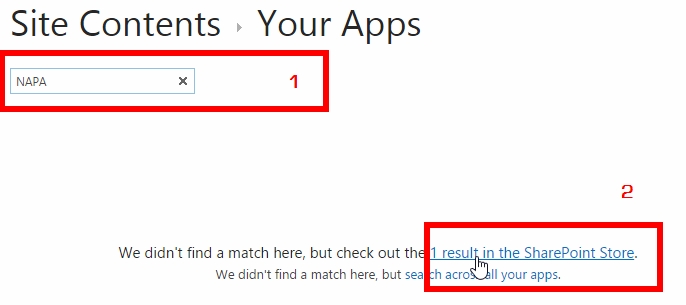 Site Contents ▸ Your Apps
NAPA ×
1
2
We didn't find a match here, but check out the 1 result in the SharePoint Store.
We didn't find a match here, but search across all your apps.